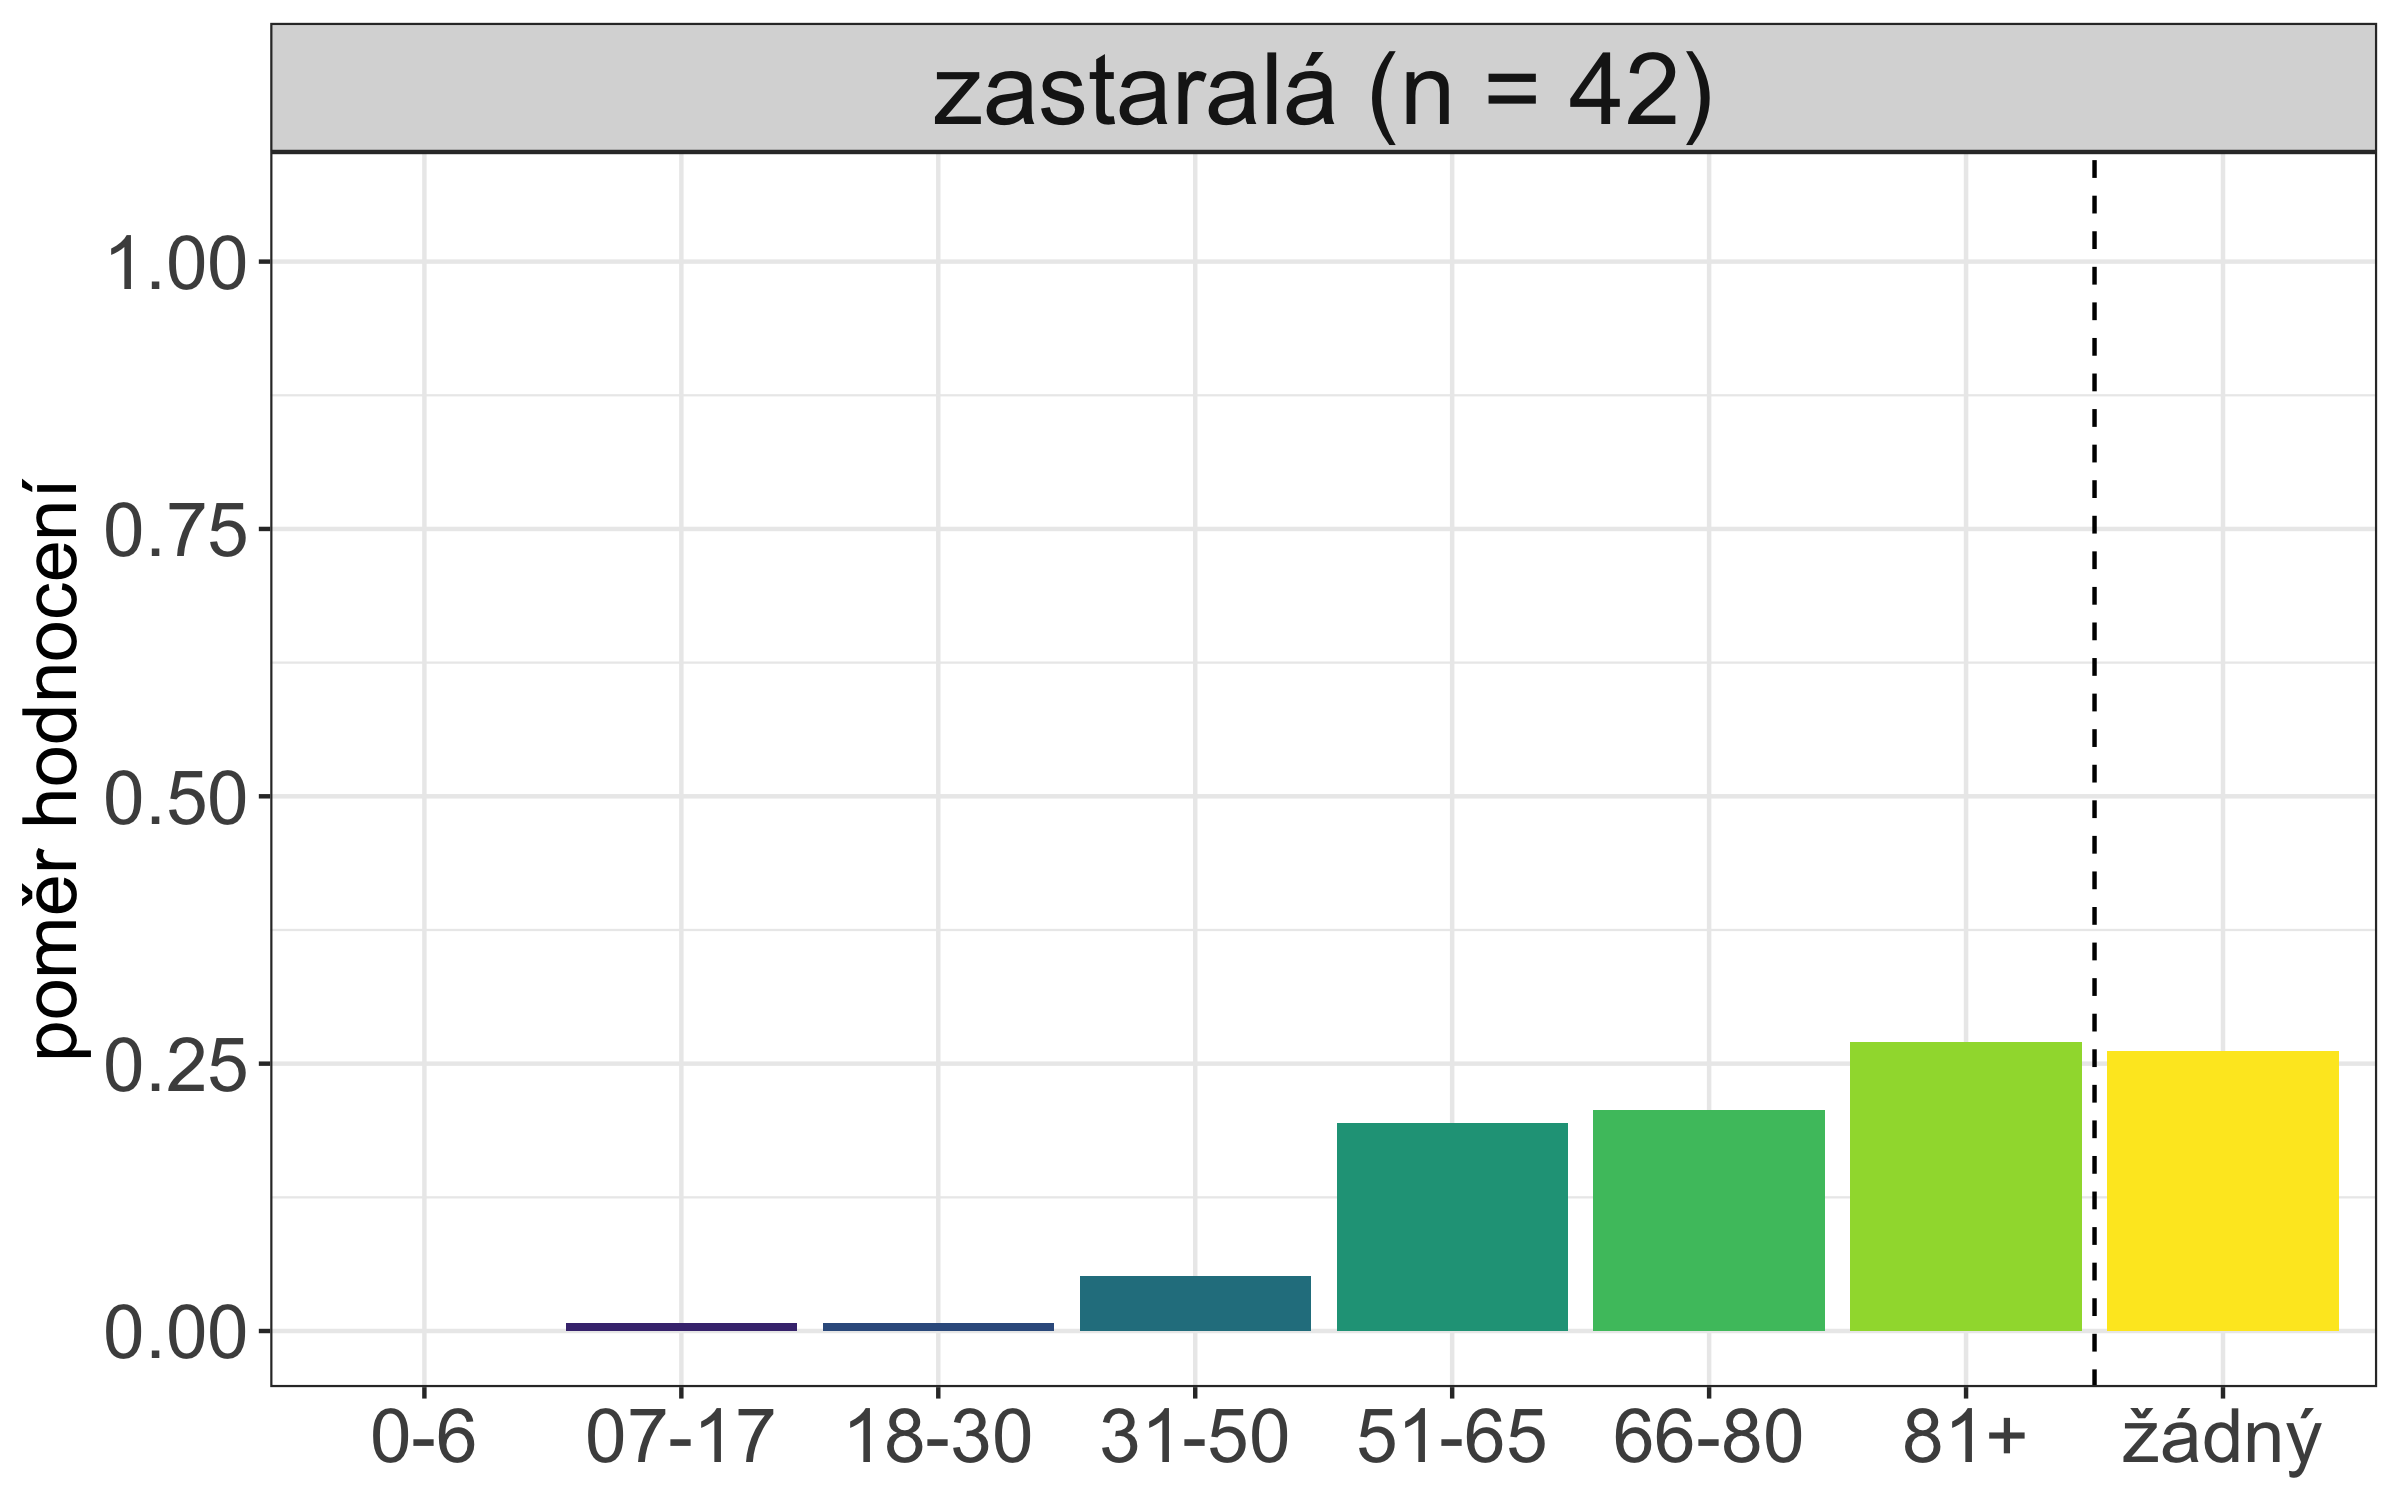 zastaralá (n = 42)
poměr hodnocení
1.00
0.75
0.50
0.25
0.00
0-6 07-17 18-30 31-50 51-65 66-80 81+ žádný